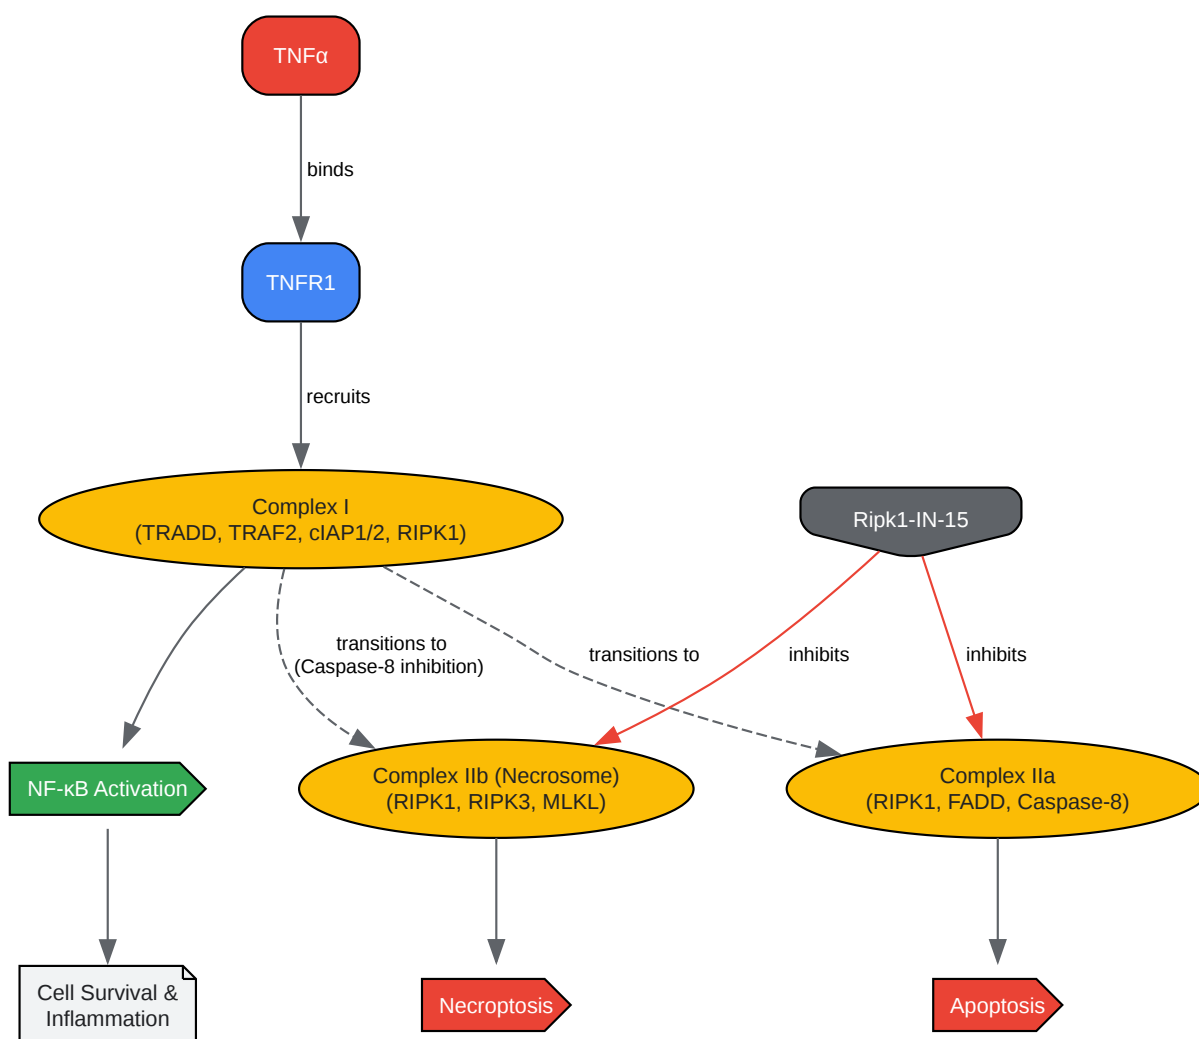 TNFα
binds
TNFR1
recruits
Complex I
(TRADD, TRAF2, cIAP1/2, RIPK1)
Ripk1-IN-15
transitions to
(Caspase-8 inhibition)
transitions to
inhibits
inhibits
NF-κB Activation
Complex IIb (Necrosome)
(RIPK1, RIPK3, MLKL)
Complex IIa
(RIPK1, FADD, Caspase-8)
Cell Survival &
Inflammation
Necroptosis
Apoptosis